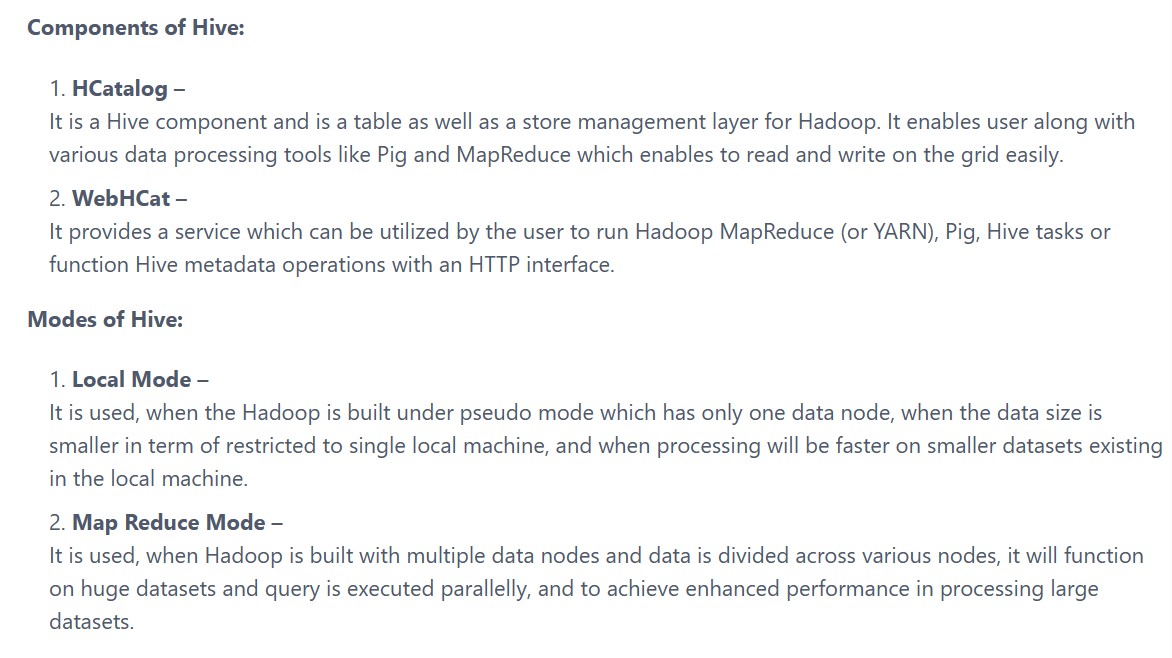 Components of Hive:
1. HCatalog –
It is a Hive component and is a table as well as a store management layer for Hadoop. It enables user along with
various data processing tools like Pig and MapReduce which enables to read and write on the grid easily.
2. WebHCat –
It provides a service which can be utilized by the user to run Hadoop MapReduce (or YARN), Pig, Hive tasks or
function Hive metadata operations with an HTTP interface.
Modes of Hive:
1. Local Mode –
It is used, when the Hadoop is built under pseudo mode which has only one data node, when the data size is
smaller in term of restricted to single local machine, and when processing will be faster on smaller datasets existing
in the local machine.
2. Map Reduce Mode –
It is used, when Hadoop is built with multiple data nodes and data is divided across various nodes, it will function
on huge datasets and query is executed parallelly, and to achieve enhanced performance in processing large
datasets.